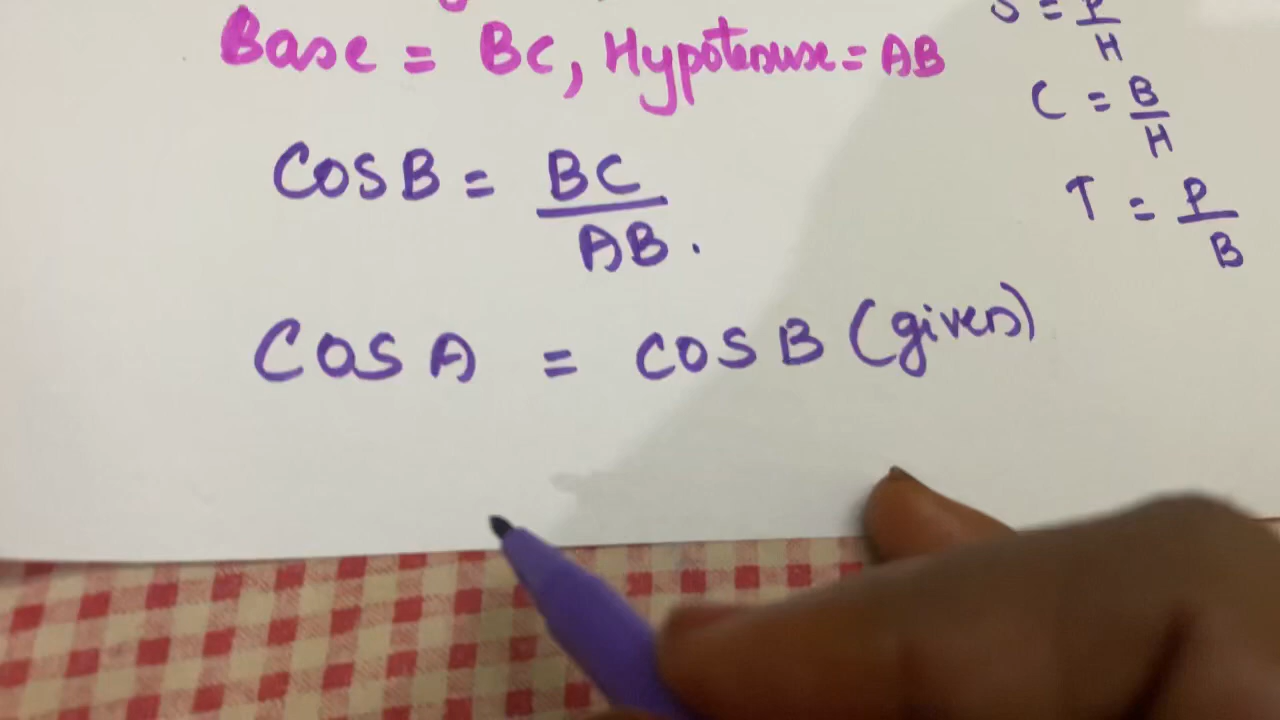 Base = BC, Hypotenuse = AB
COS B = BC
AB.
COS A = COS B (given)
S = P
H
C = B
H
T = P
B